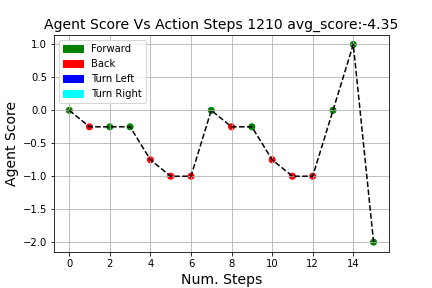 Agent Score Vs Action Steps 1210 avg_score:-4.35
Forward
Back
Turn Left
Turn Right
1.0
0.5
0.0
−0.5
−1.0
−1.5
−2.0
Agent Score
0 2 4 6 8 10 12 14
Num. Steps